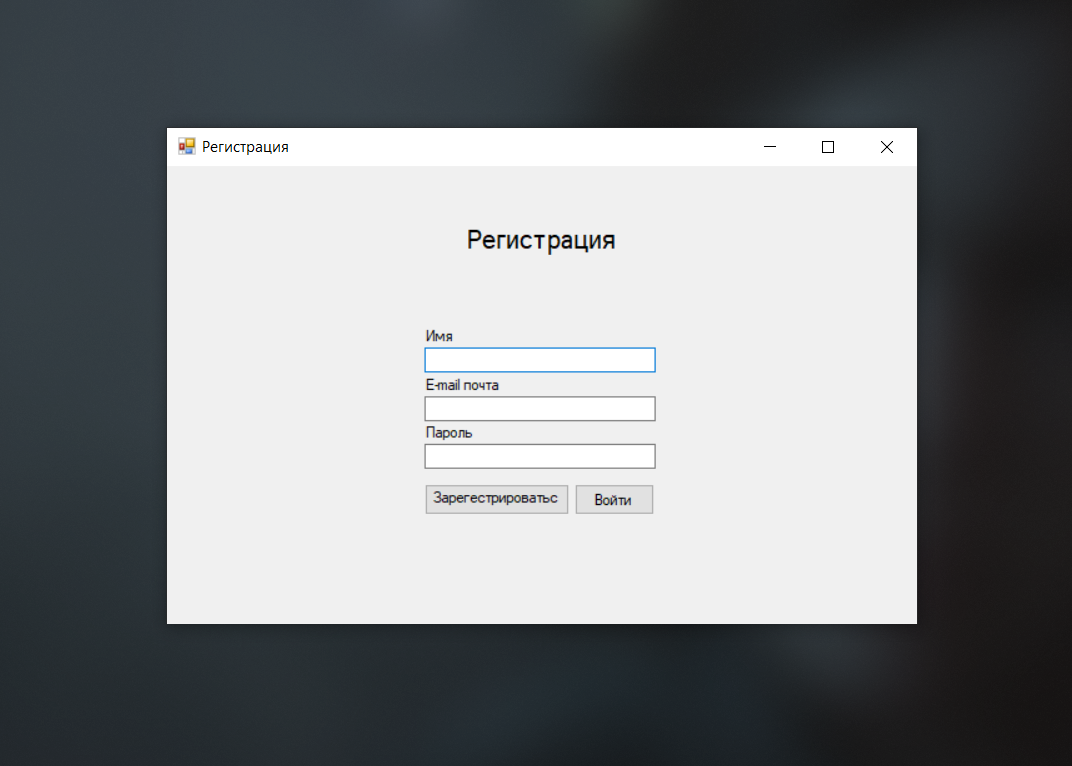 Регистрация
Регистрация
Имя
E-mail почта
Пароль
Зарегестрироватьс Войти